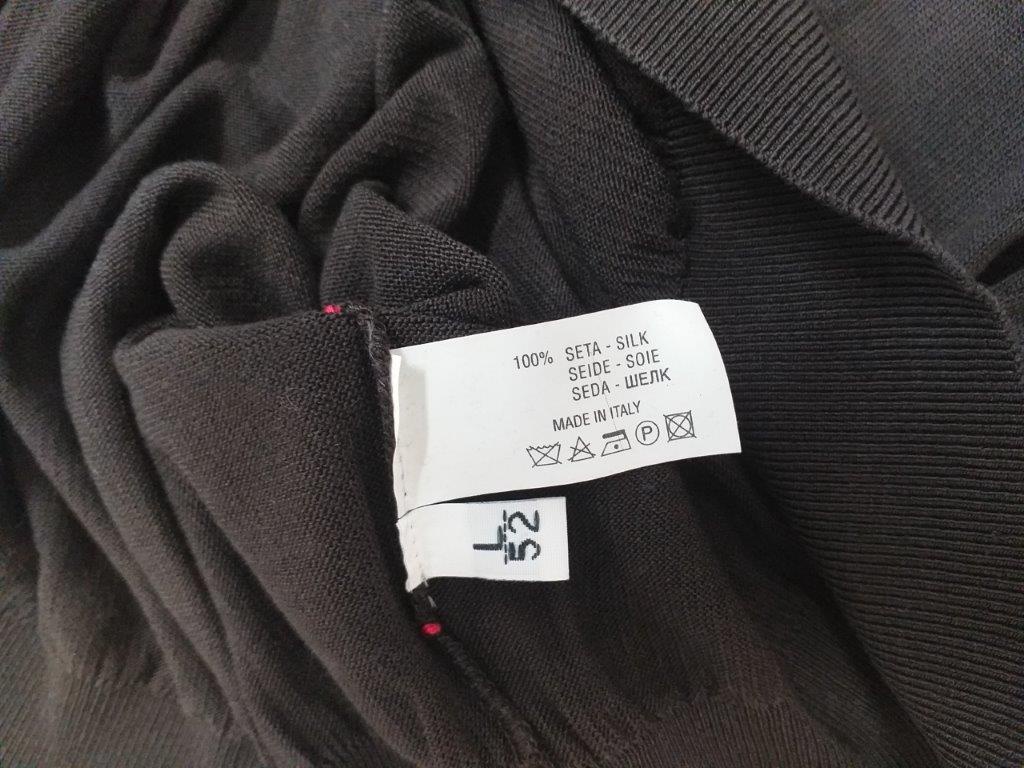 100% SETA - SILK
SEIDE - SOIE
SEDA - ШЕЛК
MADE IN ITALY
P
L
52